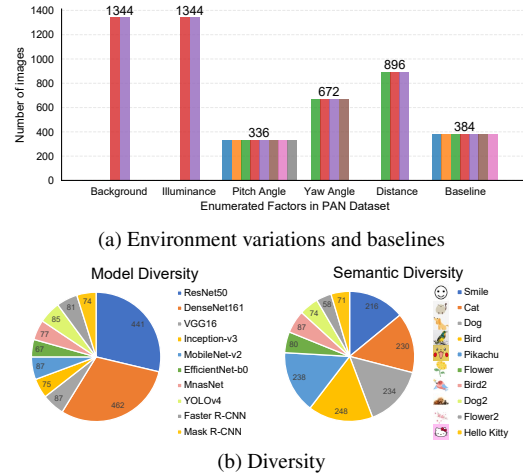 1400
1344
1344
1200
1000
896
800
672
600
400
384
336
200
0
Number of images
Background
Illuminance
Pitch Angle
Yaw Angle
Distance
Baseline
Enumerated Factors in PAN Dataset
(a) Environment variations and baselines
Model Diversity
441
462
87
75
87
67
77
85
81
74
ResNet50
DenseNet161
VGG16
Inception-v3
MobileNet-v2
EfficientNet-b0
MnasNet
YOLOv4
Faster R-CNN
Mask R-CNN
Semantic Diversity
216
230
234
248
238
80
87
74
58
71
Smile
Cat
Dog
Bird
Pikachu
Flower
Bird2
Dog2
Flower2
Hello Kitty
(b) Diversity